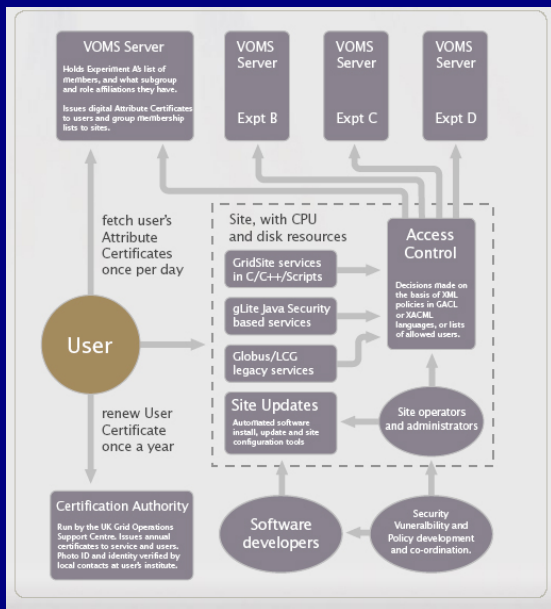 VOMS Server
Holds Experiment A's list of
members, and what subgroup
and role affiliations they have.
Issues digital Attribute Certificates
to users and group membership
lists to sites.
VOMS
Server
Expt B
VOMS
Server
Expt C
VOMS
Server
Expt D
fetch user's
Attribute
Certificates
once per day
Site, with CPU
and disk resources
GridSite services
in C/C++/Scripts
gLite Java Security
based services
Globus/LCG
legacy services
Access
Control
Decisions made on
the basis of XML
policies in GACL
or XACML
languages, or lists
of allowed users.
User
renew User
Certificate
once a year
Site Updates
Automated software
install, update and site
configuration tools
Site operators
and administrators
Certification Authority
Run by the UK Grid Operations
Support Centre. Issues annual
certificates to service and users.
Photo ID and identity verified by
local contacts at user's institute.
Software
developers
Security
Vuneralbility and
Policy development
and co-ordination.